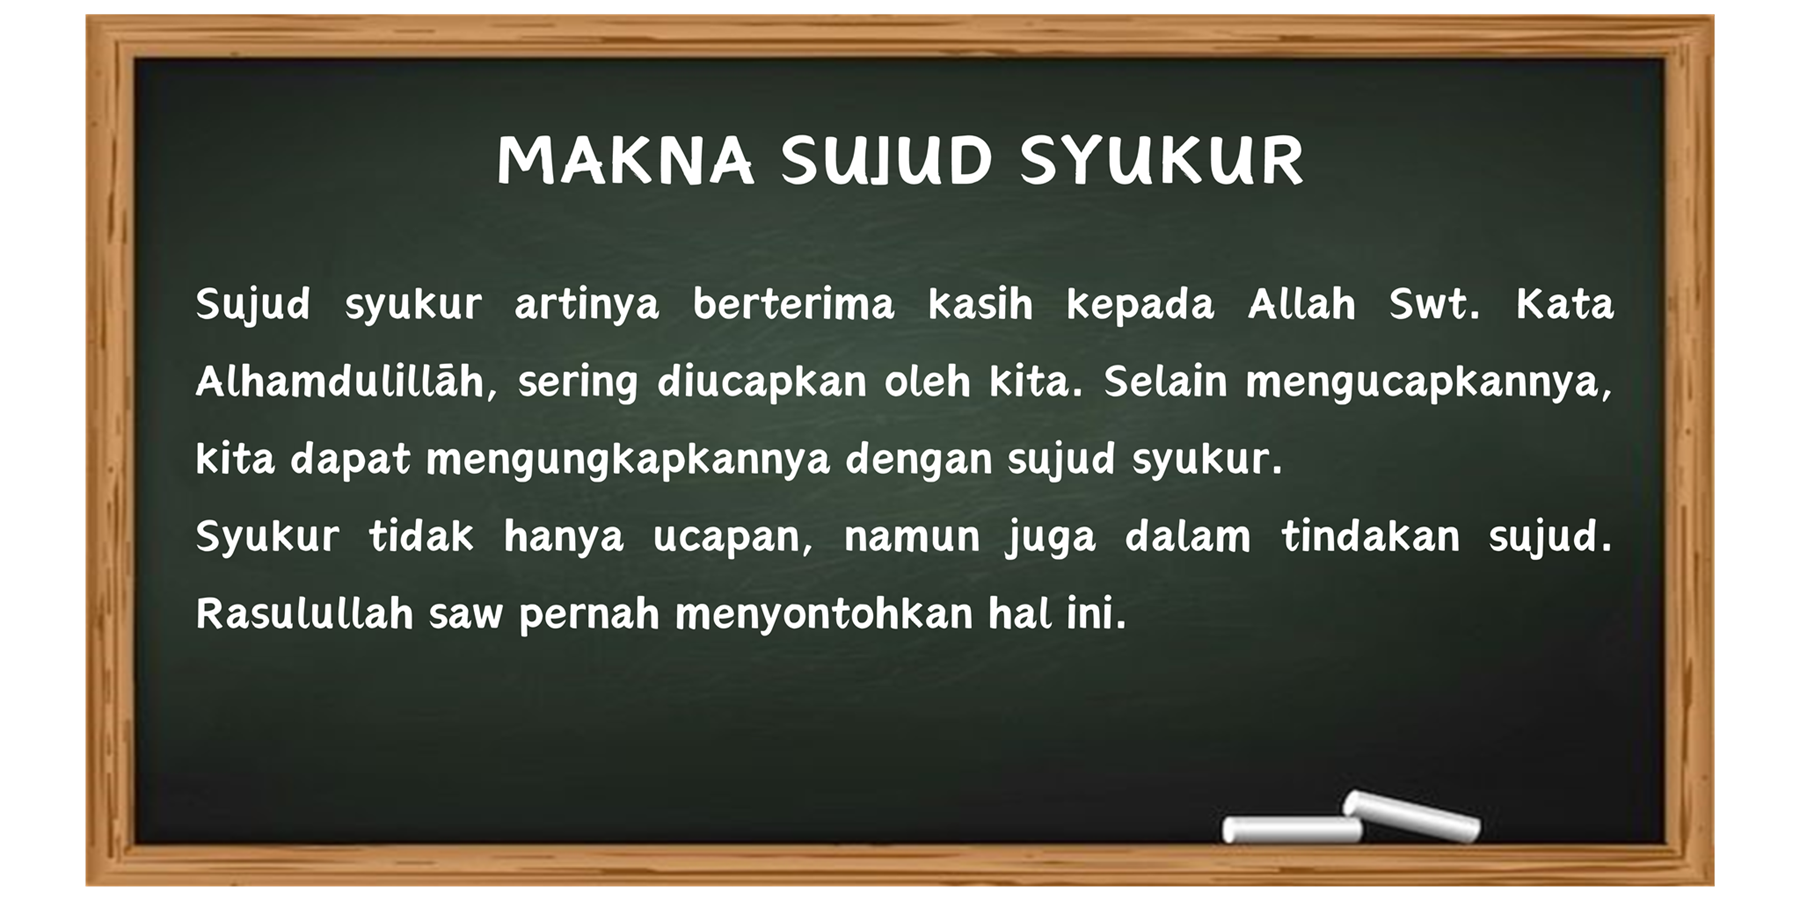 MAKNA SUJUD SYUKUR
Sujud syukur artinya berterima kasih kepada Allah Swt. Kata
Alhamdulillāh, sering diucapkan oleh kita. Selain mengucapkannya,
kita dapat mengungkapkannya dengan sujud syukur.
Syukur tidak hanya ucapan, namun juga dalam tindakan sujud.
Rasulullah saw pernah menyontohkan hal ini.